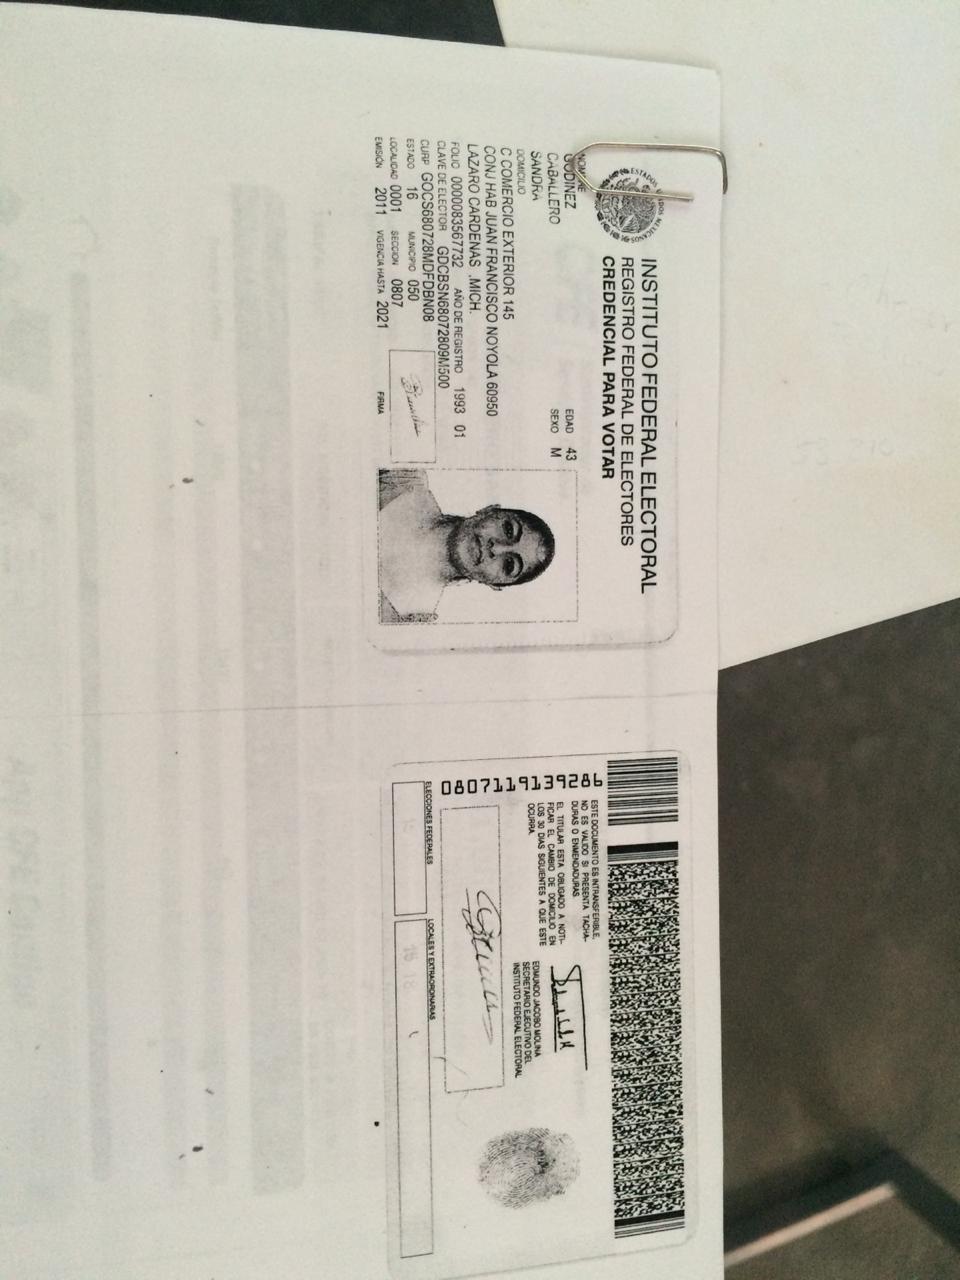 INSTITUTO FEDERAL ELECTORAL
REGISTRO FEDERAL DE ELECTORES
CREDENCIAL PARA VOTAR
ESTADOS UNIDOS MEXICANOS
NOMBRE
GODINEZ
CABALLERO
SANDRA
EDAD 43
SEXO M
DOMICILIO
C COMERCIO EXTERIOR 145
CONJ HAB JUAN FRANCISCO NOYOLA 60950
LAZARO CARDENAS ,MICH.
FOLIO 0000083567732 AÑO DE REGISTRO 1993 01
CLAVE DE ELECTOR GDCBSN68072809M500
CURP GOCS680728MDFDBN08
ESTADO 16 MUNICIPIO 050
LOCALIDAD 0001 SECCION 0807
EMISIÓN 2011 VIGENCIA HASTA 2021
FIRMA
0807119139286
ESTE DOCUMENTO ES INTRANSFERIBLE.
NO ES VALIDO SI PRESENTA TACHA-
DURAS O ENMENDADURAS
EL TITULAR ESTA OBLIGADO A NOTI-
FICAR EL CAMBIO DE DOMICILIO EN
LOS 30 DIAS SIGUIENTES A QUE ESTE
OCURRA.
EDMUNDO JACOBO MOLINA
SECRETARIO EJECUTIVO DEL
INSTITUTO FEDERAL ELECTORAL
ELECCIONES FEDERALES
LOCALES Y EXTRAORDINARIAS